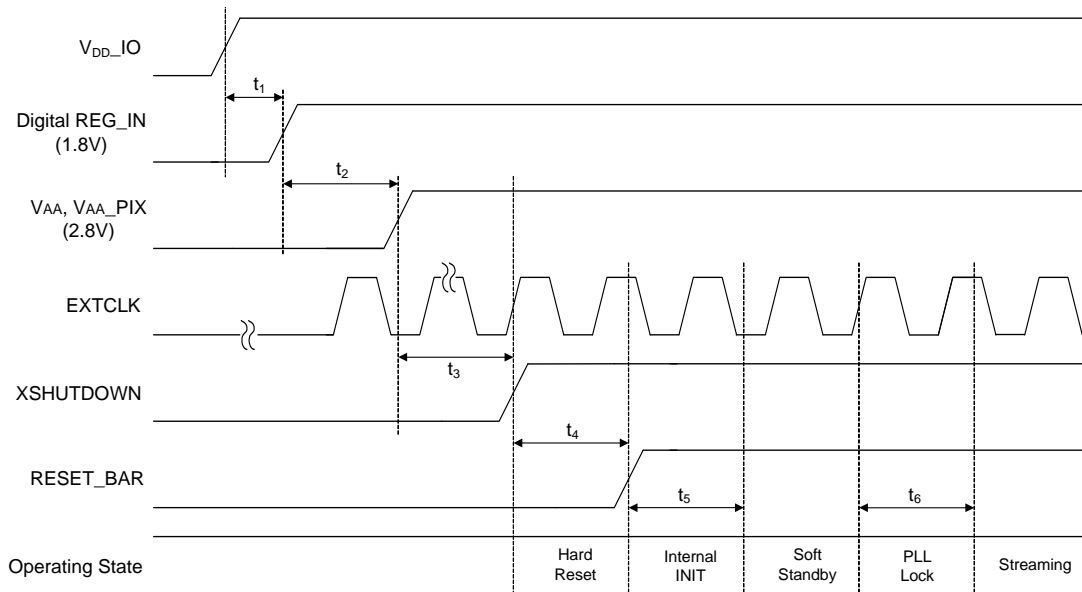 V_DD_IO
t₁
Digital REG_IN
(1.8V)
t₂
VAA, VAA_PIX
(2.8V)
EXTCLK
t₃
XSHUTDOWN
t₄
RESET_BAR
t₅
t₆
Operating State
Hard
Reset
Internal
INIT
Soft
Standby
PLL
Lock
Streaming